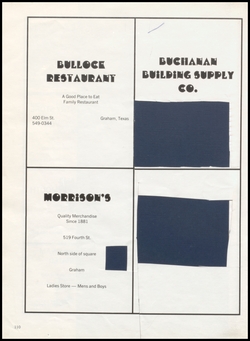 BULLOCK
RESTAURANT
A Good Place to Eat
Family Restaurant
400 Elm St.
Graham, Texas
549-0344
BUCHANAN
BUILDING SUPPLY
CO.
MORRISON'S
Quality Merchandise
Since 1881
519 Fourth St.
North side of square
Graham
Ladies Store — Mens and Boys